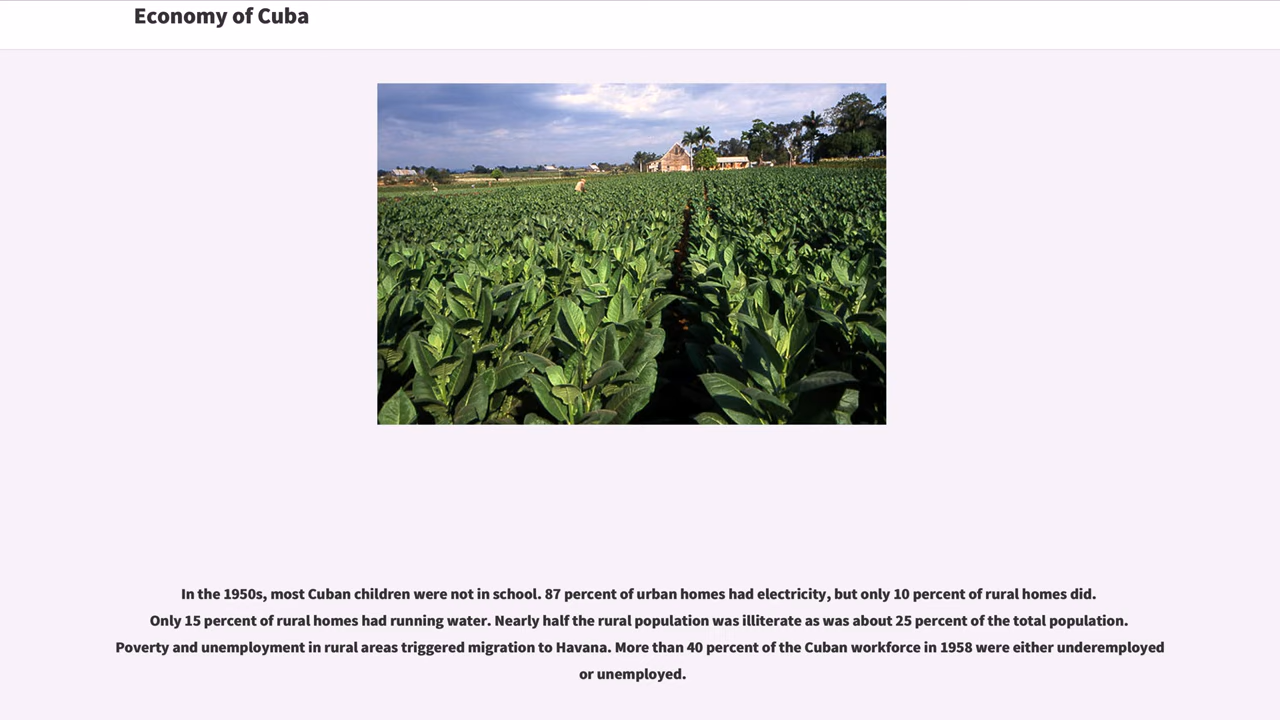 Economy of Cuba
In the 1950s, most Cuban children were not in school. 87 percent of urban homes had electricity, but only 10 percent of rural homes did.
Only 15 percent of rural homes had running water. Nearly half the rural population was illiterate as was about 25 percent of the total population.
Poverty and unemployment in rural areas triggered migration to Havana. More than 40 percent of the Cuban workforce in 1958 were either underemployed
or unemployed.